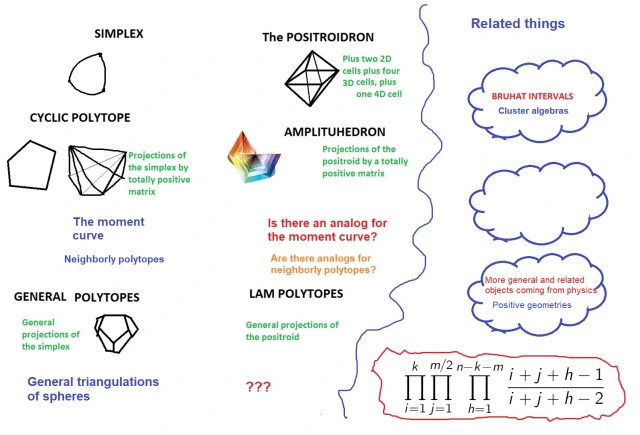 SIMPLEX
The POSITROIDRON
Plus two 2D
cells plus four
3D cells, plus
one 4D cell
CYCLIC POLYTOPE
Projections of
the simplex by
totally positive
matrix
AMPLITUHEDRON
Projections of the
positroid by a totally
positive matrix
The moment
curve
Neighborly polytopes
Is there an analog for
the moment curve?
Are there analogs for
neighborly polytopes?
GENERAL POLYTOPES
General
projections of
the simplex
LAM POLYTOPES
General projections of
the positroid
General triangulations
of spheres
???
Related things
BRUHAT INTERVALS
Cluster algebras
More general and related
objects coming from physics
Positive geometries
k m/2 n−k−m
∏ ∏ ∏ (i + j + h − 1)/(i + j + h − 2)
i=1 j=1 h=1